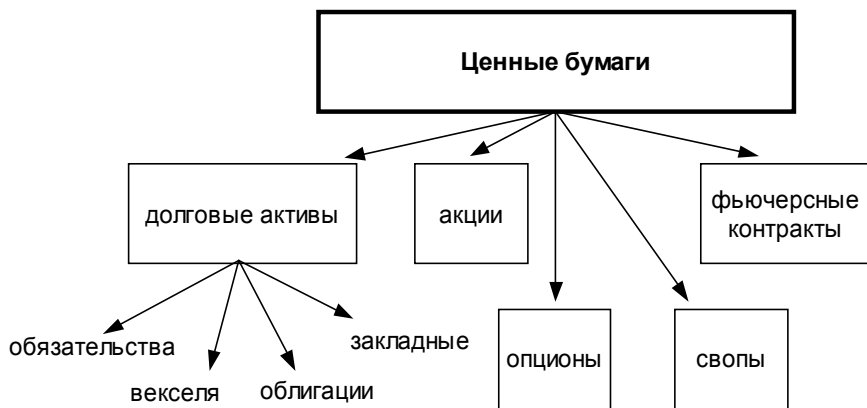 Ценные бумаги
долговые активы
акции
фьючерсные
контракты
обязательства
векселя
облигации
закладные
опционы
свопы